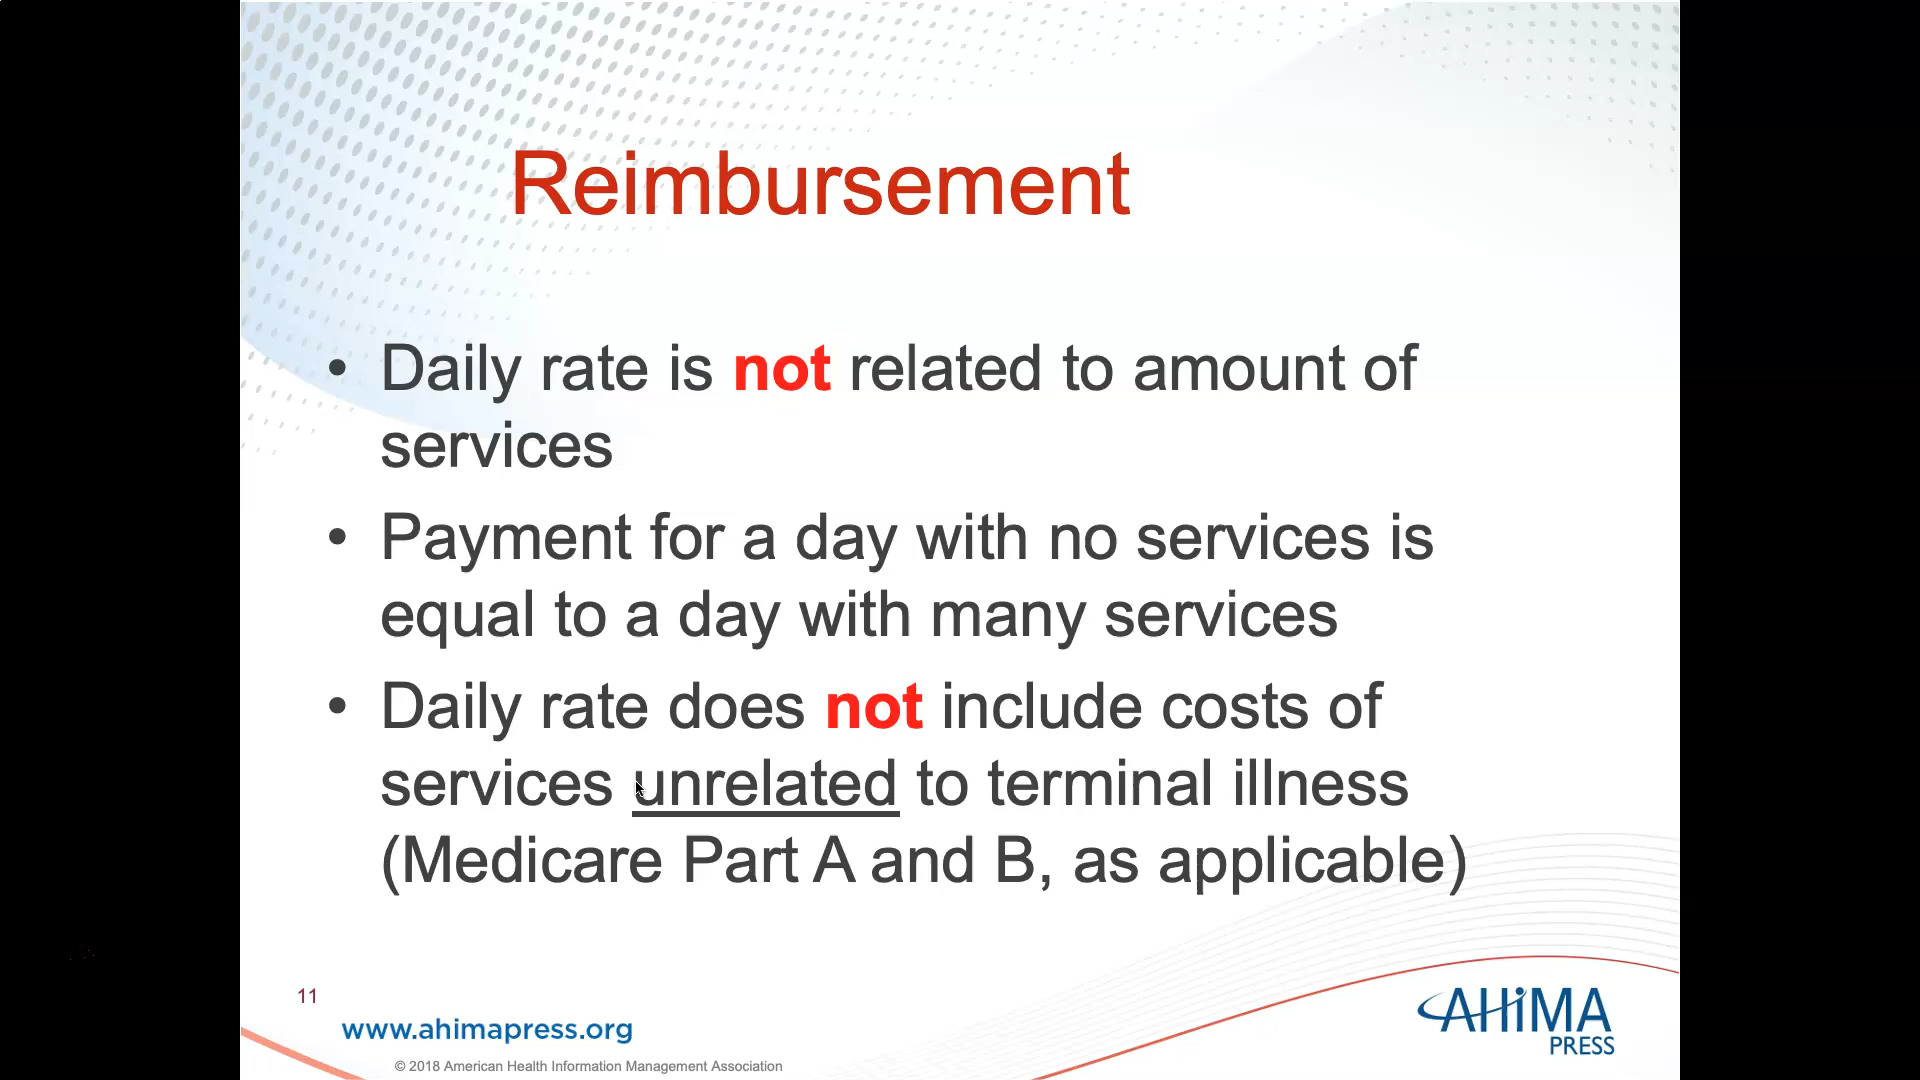 Reimbursement
• Daily rate is not related to amount of
services
• Payment for a day with no services is
equal to a day with many services
• Daily rate does not include costs of
services unrelated to terminal illness
(Medicare Part A and B, as applicable)
11
www.ahimapress.org
© 2018 American Health Information Management Association
AHiMA
PRESS